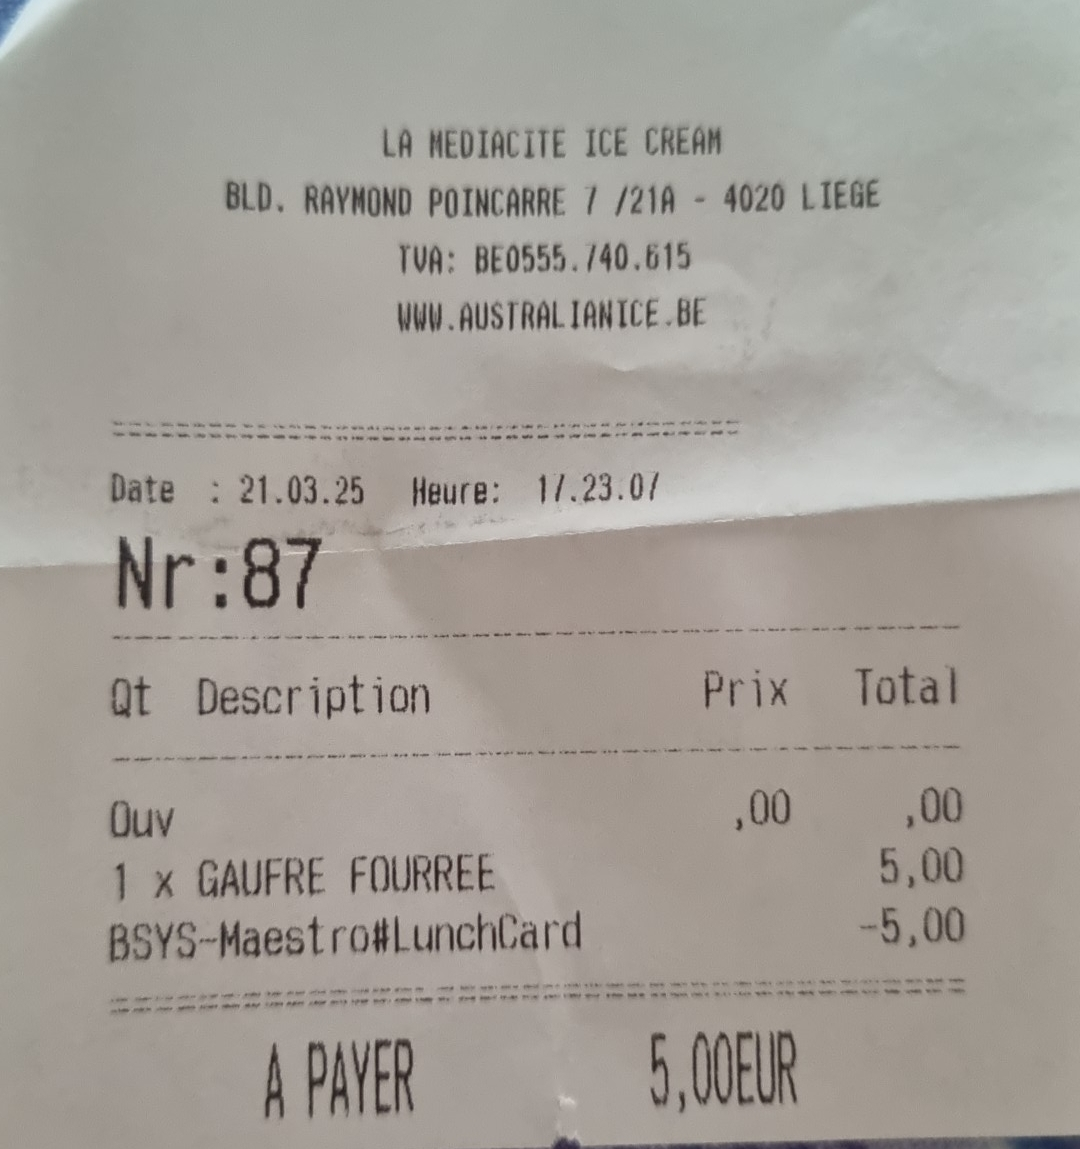 LA MEDIACITE ICE CREAM
BLD. RAYMOND POINCARRE 7 /21A - 4020 LIEGE
TVA: BE0555.740.615
WWW.AUSTRALIANICE.BE
Date : 21.03.25 Heure: 17.23.07
Nr:87
Qt Description Prix Total
Ouv ,00 ,00
1 x GAUFRE FOURREE 5,00
BSYS-Maestro#LunchCard -5,00
A PAYER 5,00EUR